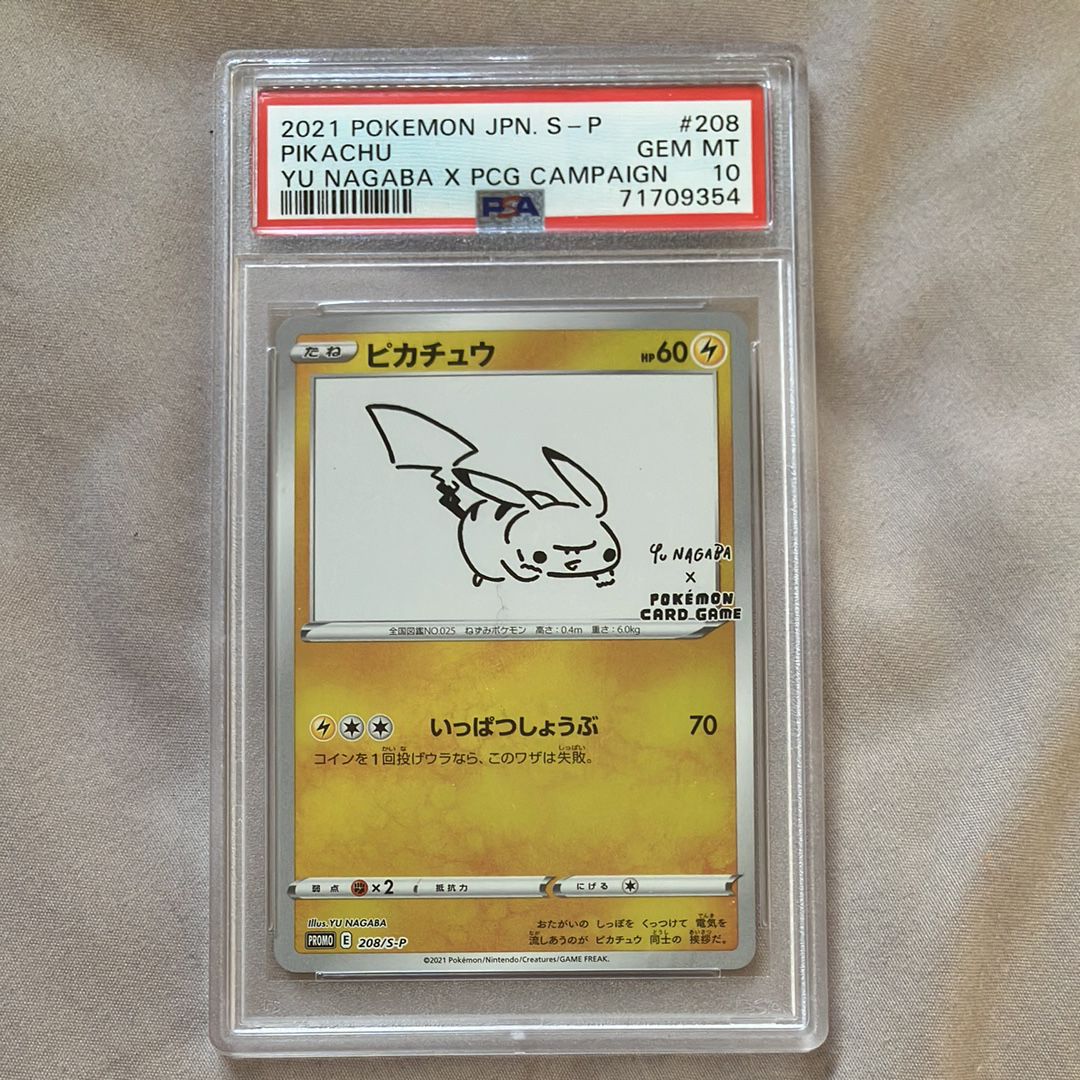 2021 POKEMON JPN. S-P #208
PIKACHU GEM MT
YU NAGABA X PCG CAMPAIGN 10
PSA 71709354
たね ピカチュウ HP60
YU NAGABA
×
POKÉMON
CARD GAME
全国図鑑NO.025 ねずみポケモン 高さ:0.4m 重さ:6.0kg
いっぱつしょうぶ 70
コインを1回投げウラなら、このワザは失敗。
弱点 ×2 抵抗力 にげる
Illus.YU NAGABA
PROMO E 208/S-P
おたがいの しっぽを くっつけて 電気を
流しあうのが ピカチュウ 同士の 挨拶だ。
©2021 Pokémon/Nintendo/Creatures/GAME FREAK.